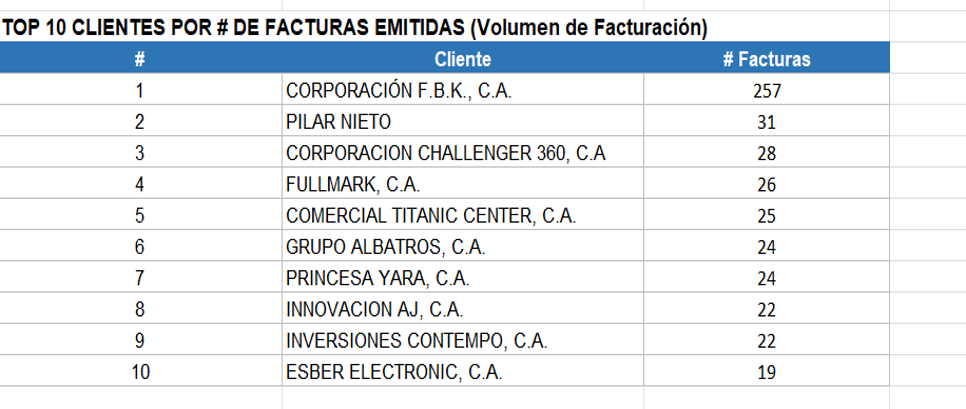 TOP 10 CLIENTES POR # DE FACTURAS EMITIDAS (Volumen de Facturación)
# Cliente # Facturas
1 CORPORACIÓN F.B.K., C.A. 257
2 PILAR NIETO 31
3 CORPORACION CHALLENGER 360, C.A 28
4 FULLMARK, C.A. 26
5 COMERCIAL TITANIC CENTER, C.A. 25
6 GRUPO ALBATROS, C.A. 24
7 PRINCESA YARA, C.A. 24
8 INNOVACION AJ, C.A. 22
9 INVERSIONES CONTEMPO, C.A. 22
10 ESBER ELECTRONIC, C.A. 19